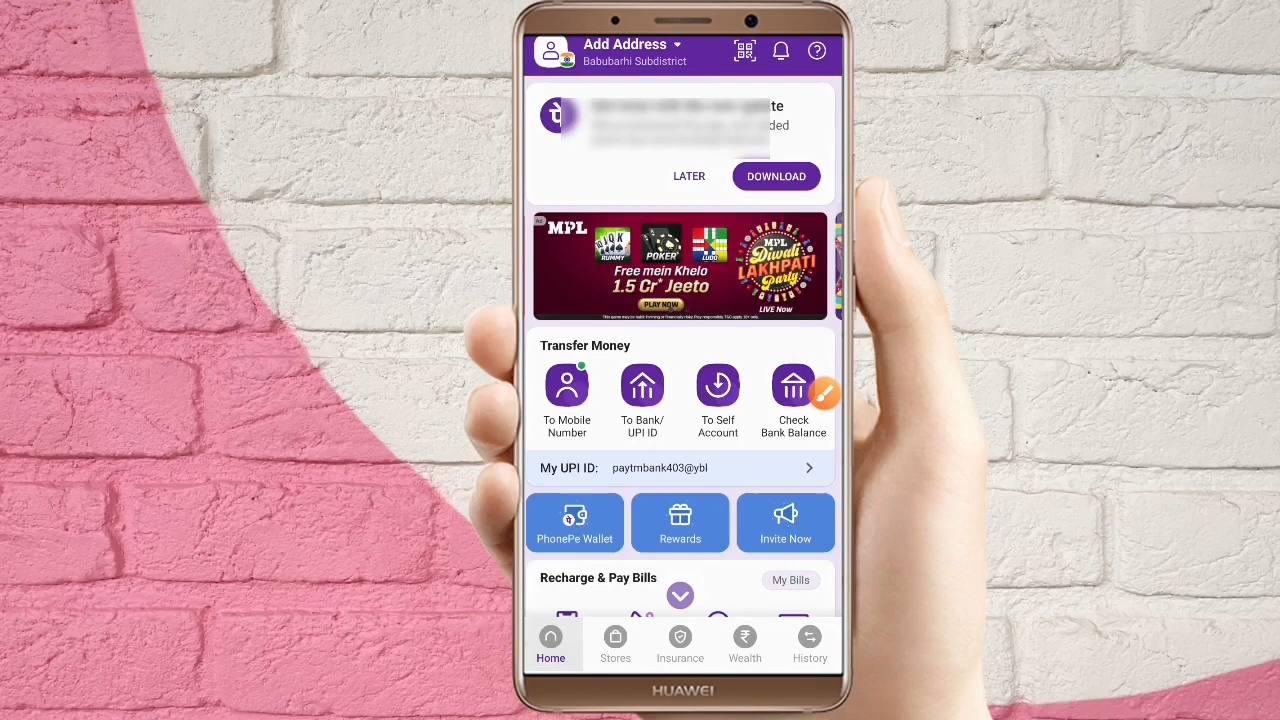 Add Address
Babubarhi Subdistrict
पे
LATER
DOWNLOAD
Ad
MPL
RUMMY
POKER
LUDO
Free mein Khelo
1.5 Cr* Jeeto
PLAY NOW
MPL
Diwali
LAKHPATI
Party
LIVE Now
Transfer Money
To Mobile
Number
To Bank/
UPI ID
To Self
Account
Check
Bank Balance
My UPI ID: paytmbank403@ybl
PhonePe Wallet
Rewards
Invite Now
Recharge & Pay Bills
My Bills
Home
Stores
Insurance
Wealth
History
HUAWEI